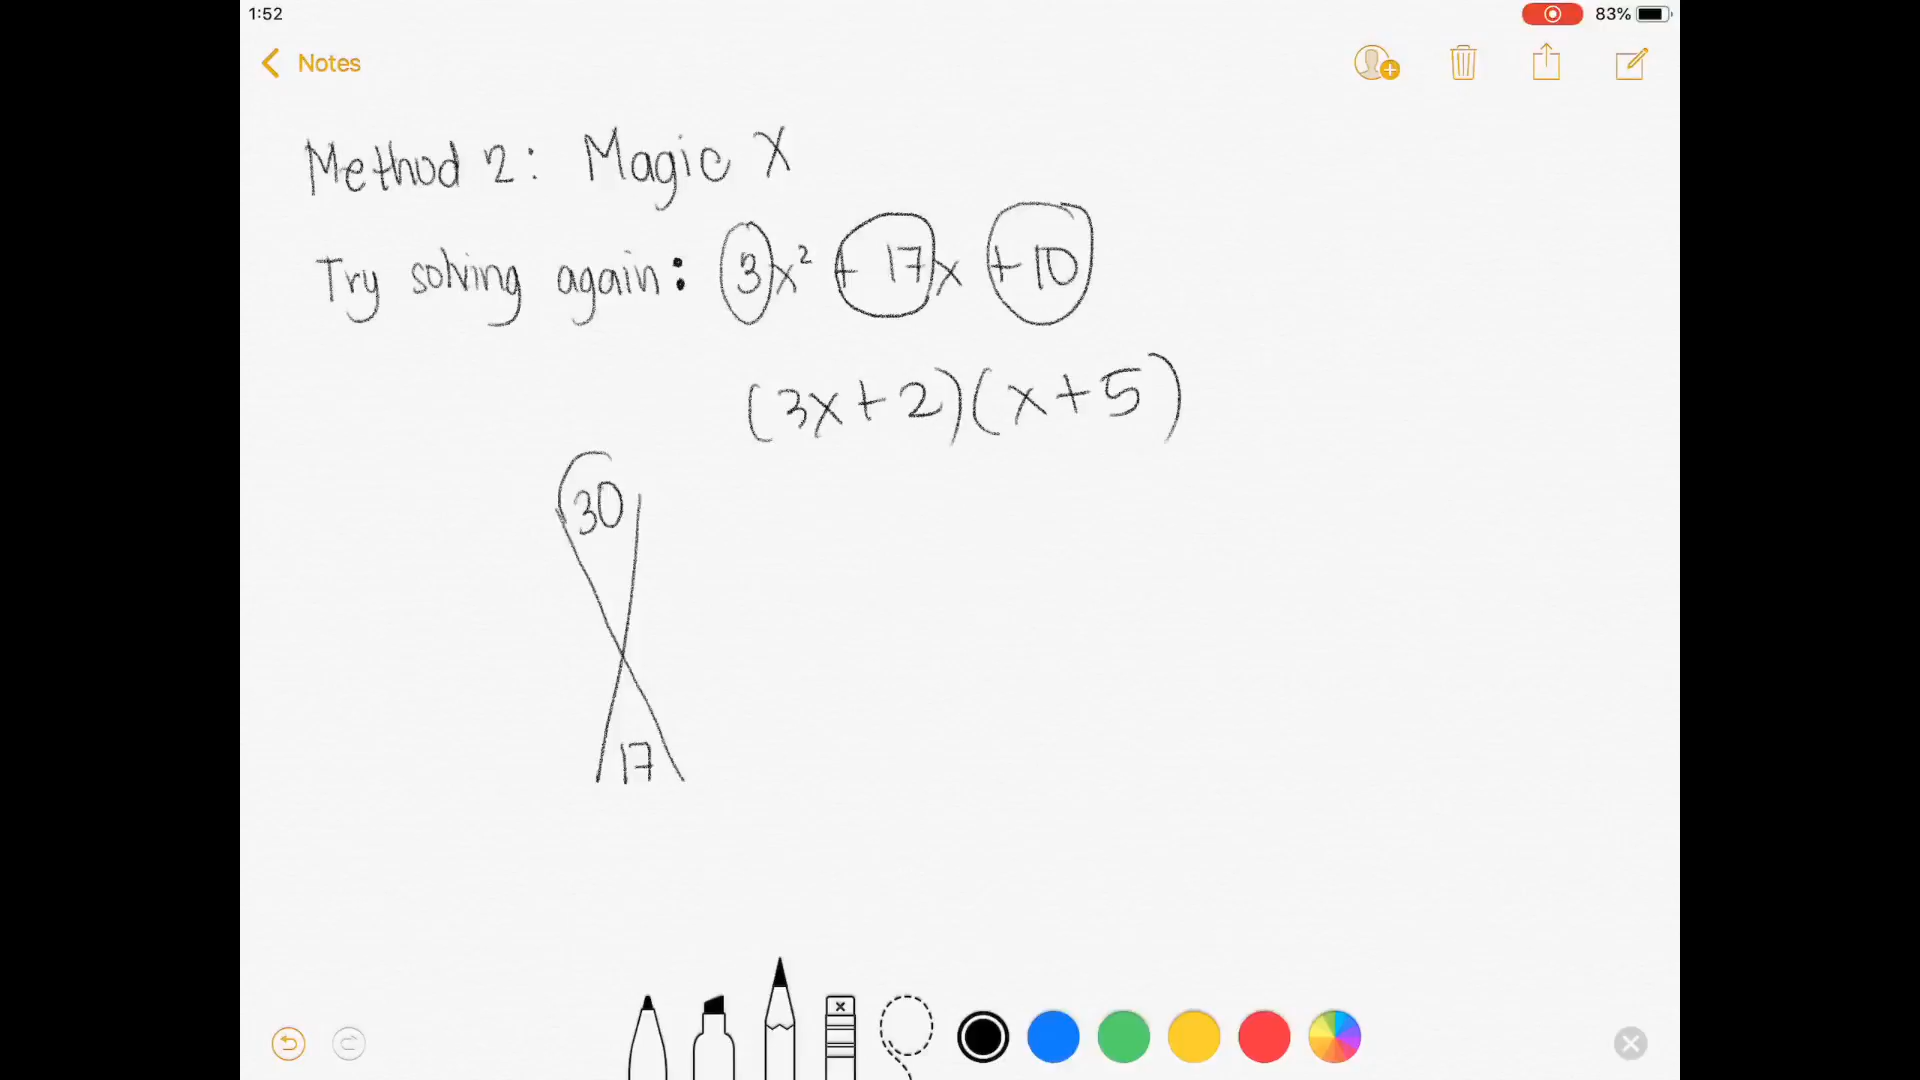 1:52
83%
Notes
Method 2: Magic X
Try solving again: 3x² + 17x + 10
(3x+2)(x+5)
30
17